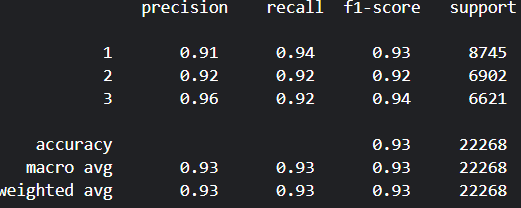 precision recall f1-score support
1 0.91 0.94 0.93 8745
2 0.92 0.92 0.92 6902
3 0.96 0.92 0.94 6621
accuracy 0.93 22268
macro avg 0.93 0.93 0.93 22268
weighted avg 0.93 0.93 0.93 22268